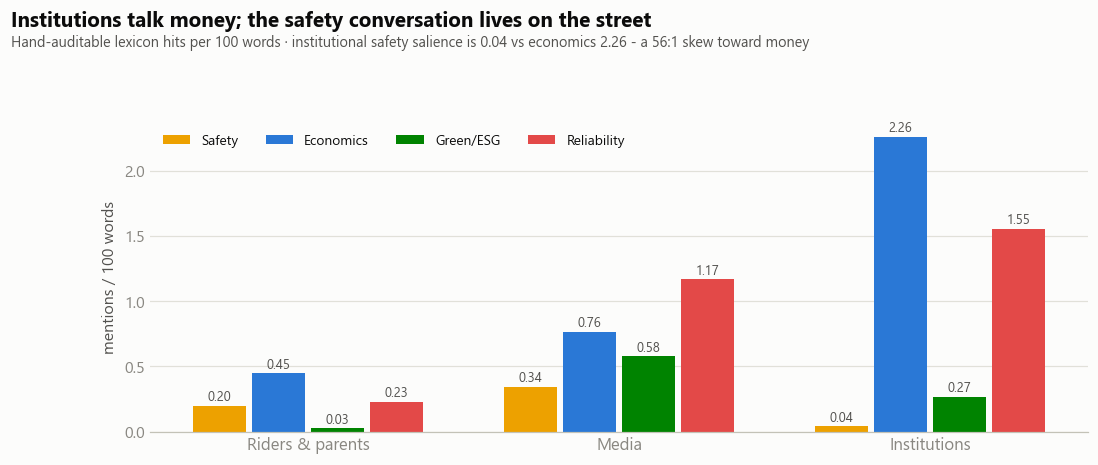 Institutions talk money; the safety conversation lives on the street
Hand-auditable lexicon hits per 100 words · institutional safety salience is 0.04 vs economics 2.26 - a 56:1 skew toward money
Safety Economics Green/ESG Reliability
mentions / 100 words
2.0
1.5
1.0
0.5
0.0
0.20 0.45 0.03 0.23
0.34 0.76 0.58 1.17
0.04 2.26 0.27 1.55
Riders & parents Media Institutions